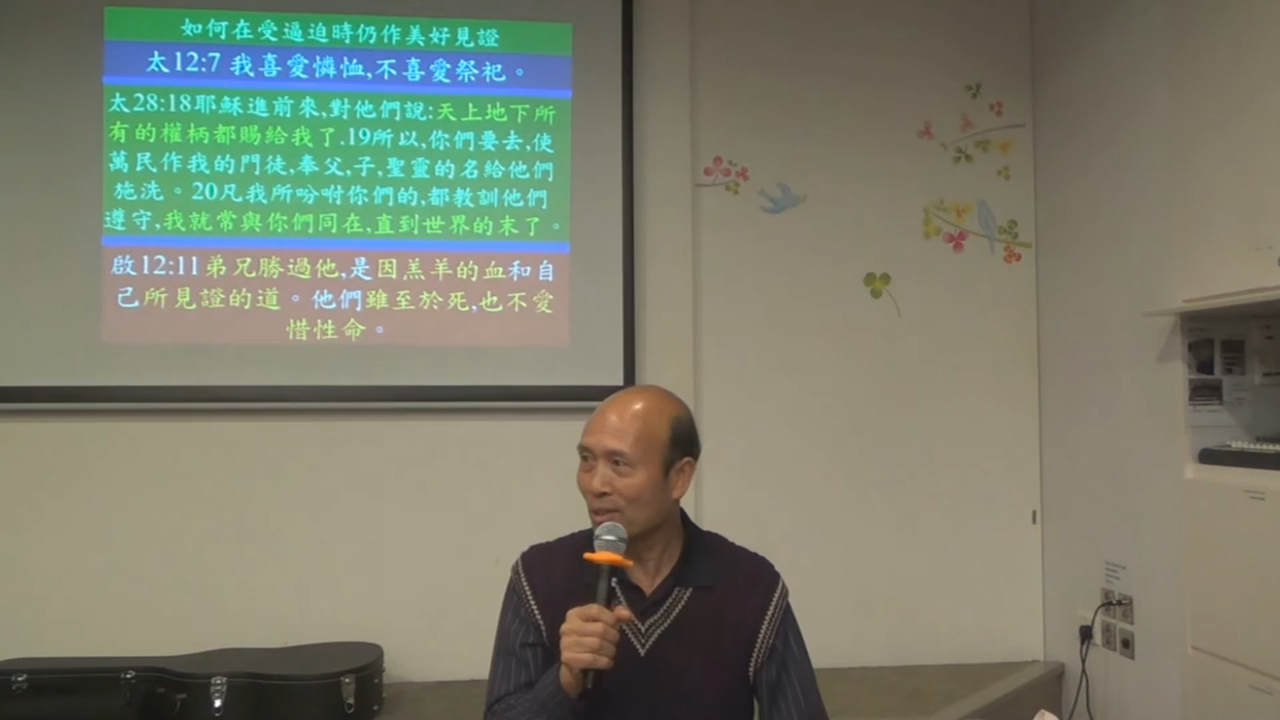 如何在受逼迫時仍作美好見證
太12:7 我喜愛憐恤,不喜愛祭祀。
太28:18耶穌進前來,對他們說:天上地下所
有的權柄都賜給我了.19所以,你們要去,使
萬民作我的門徒,奉父,子,聖靈的名給他們
施洗。20凡我所吩咐你們的,都教訓他們
遵守,我就常與你們同在,直到世界的末了。
啟12:11弟兄勝過他,是因羔羊的血和自
己所見證的道。他們雖至於死,也不愛
惜性命。